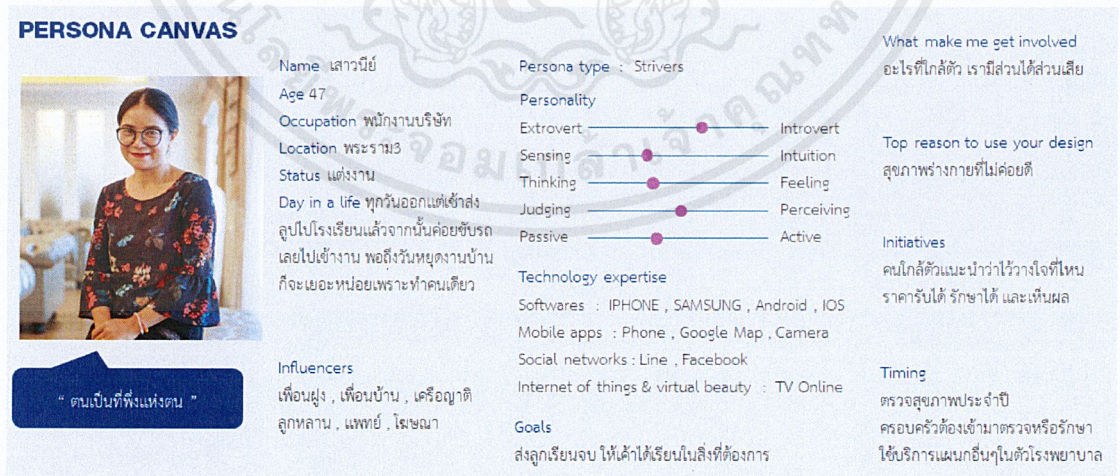 PERSONA CANVAS
Name เสาวนีย์
Age 47
Occupation พนักงานบริษัท
Location พระราม3
Status แต่งงาน
Day in a life ทุกวันออกแต่เช้าส่ง
ลูปไปโรงเรียนแล้วจากนั้นค่อยขับรถ
เลยไปเข้างาน พอถึงวันหยุดงานบ้าน
ก็จะเยอะหน่อยเพราะทำคนเดียว
“ ตนเป็นที่พึ่งแห่งตน ”
Influencers
เพื่อนฝูง , เพื่อนบ้าน , เครือญาติ
ลูกหลาน , แพทย์ , โฆษณา
Persona type : Strivers
Personality
Extrovert Introvert
Sensing Intuition
Thinking Feeling
Judging Perceiving
Passive Active
Technology expertise
Softwares : IPHONE , SAMSUNG , Android , IOS
Mobile apps : Phone , Google Map , Camera
Social networks : Line , Facebook
Internet of things & virtual beauty : TV Online
Goals
ส่งลูกเรียนจบ ให้เค้าได้เรียนในสิ่งที่ต้องการ
What make me get involved
อะไรที่ใกล้ตัว เรามีส่วนได้ส่วนเสีย
Top reason to use your design
สุขภาพร่างกายที่ไม่ค่อยดี
Initiatives
คนใกล้ตัวแนะนำว่าไว้วางใจที่ไหน
ราคารับได้ รักษาได้ และเห็นผล
Timing
ตรวจสุขภาพประจำปี
ครอบครัวต้องเข้ามาตรวจหรือรักษา
ใช้บริการแผนกอื่นๆในตัวโรงพยาบาล